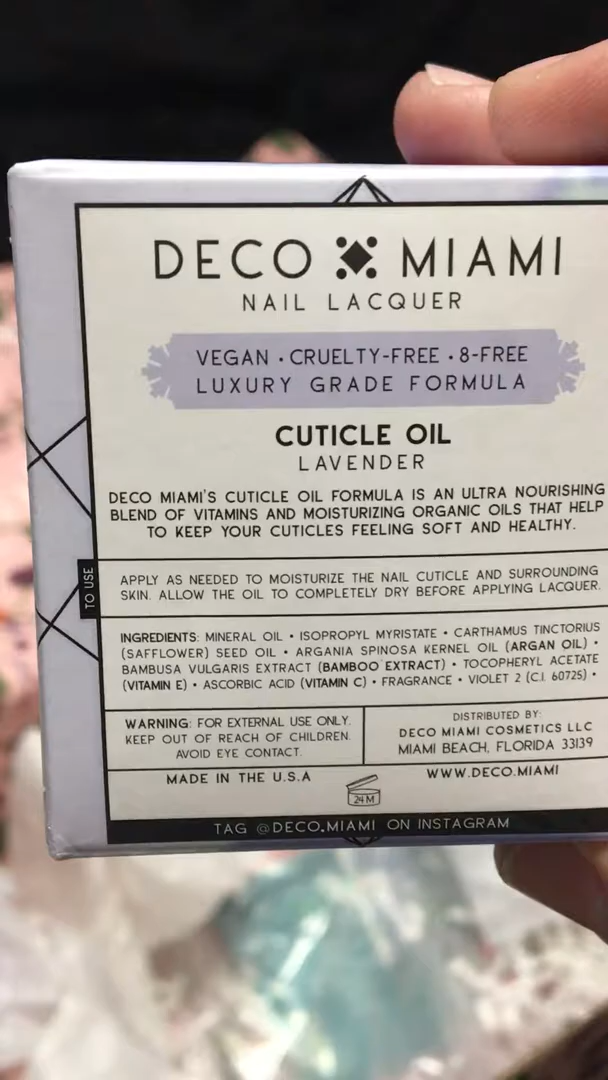 DECO MIAMI
NAIL LACQUER
VEGAN • CRUELTY-FREE • 8-FREE
LUXURY GRADE FORMULA
CUTICLE OIL
LAVENDER
DECO MIAMI'S CUTICLE OIL FORMULA IS AN ULTRA NOURISHING
BLEND OF VITAMINS AND MOISTURIZING ORGANIC OILS THAT HELP
TO KEEP YOUR CUTICLES FEELING SOFT AND HEALTHY.
TO USE
APPLY AS NEEDED TO MOISTURIZE THE NAIL CUTICLE AND SURROUNDING
SKIN. ALLOW THE OIL TO COMPLETELY DRY BEFORE APPLYING LACQUER.
INGREDIENTS: MINERAL OIL • ISOPROPYL MYRISTATE • CARTHAMUS TINCTORIUS
(SAFFLOWER) SEED OIL • ARGANIA SPINOSA KERNEL OIL (ARGAN OIL) •
BAMBUSA VULGARIS EXTRACT (BAMBOO EXTRACT) • TOCOPHERYL ACETATE
(VITAMIN E) • ASCORBIC ACID (VITAMIN C) • FRAGRANCE • VIOLET 2 (C.I. 60725) •
WARNING: FOR EXTERNAL USE ONLY.
KEEP OUT OF REACH OF CHILDREN.
AVOID EYE CONTACT.
DISTRIBUTED BY:
DECO MIAMI COSMETICS LLC
MIAMI BEACH, FLORIDA 33139
MADE IN THE U.S.A
24 M
WWW.DECO.MIAMI
TAG @DECO.MIAMI ON INSTAGRAM